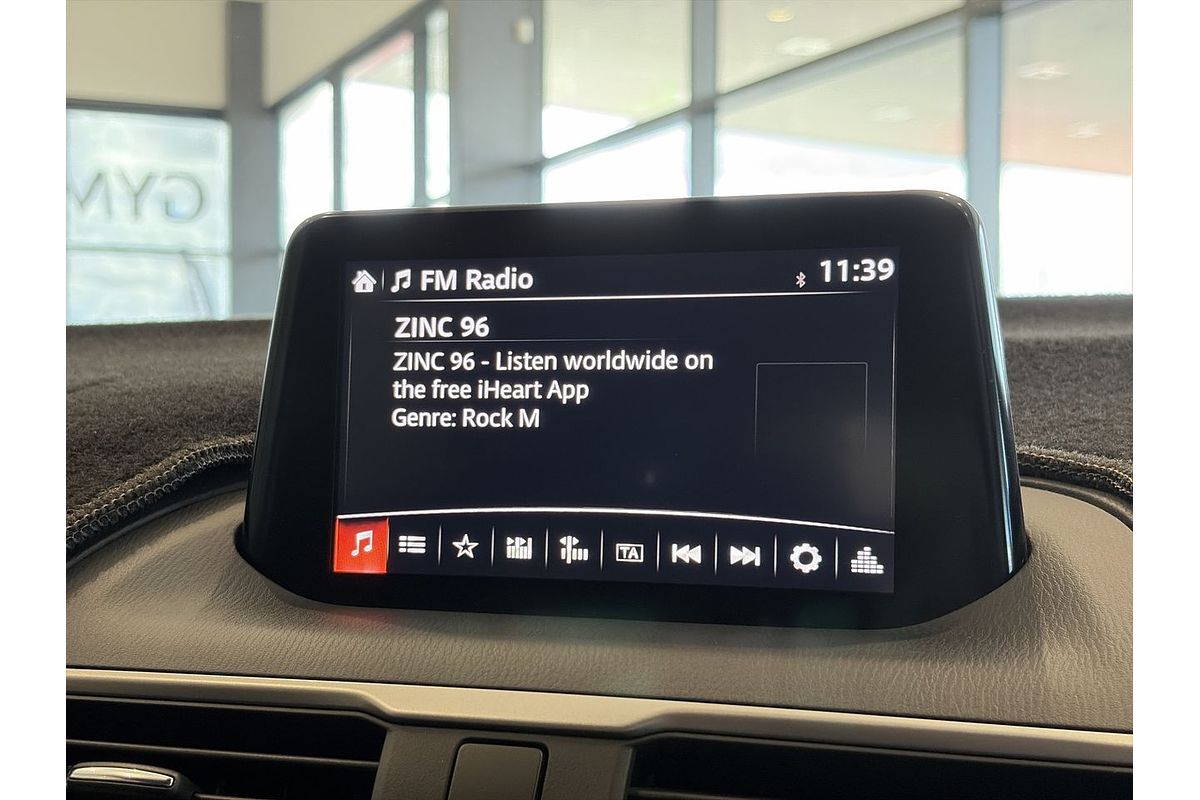 GYM
FM Radio
11:39
ZINC 96
ZINC 96 - Listen worldwide on
the free iHeart App
Genre: Rock M
TA